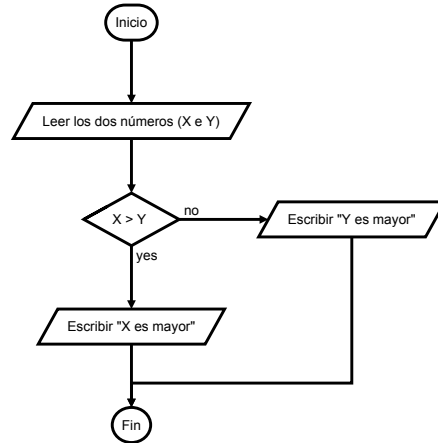 Inicio
Leer los dos números (X e Y)
X > Y
no
Escribir "Y es mayor"
yes
Escribir "X es mayor"
Fin